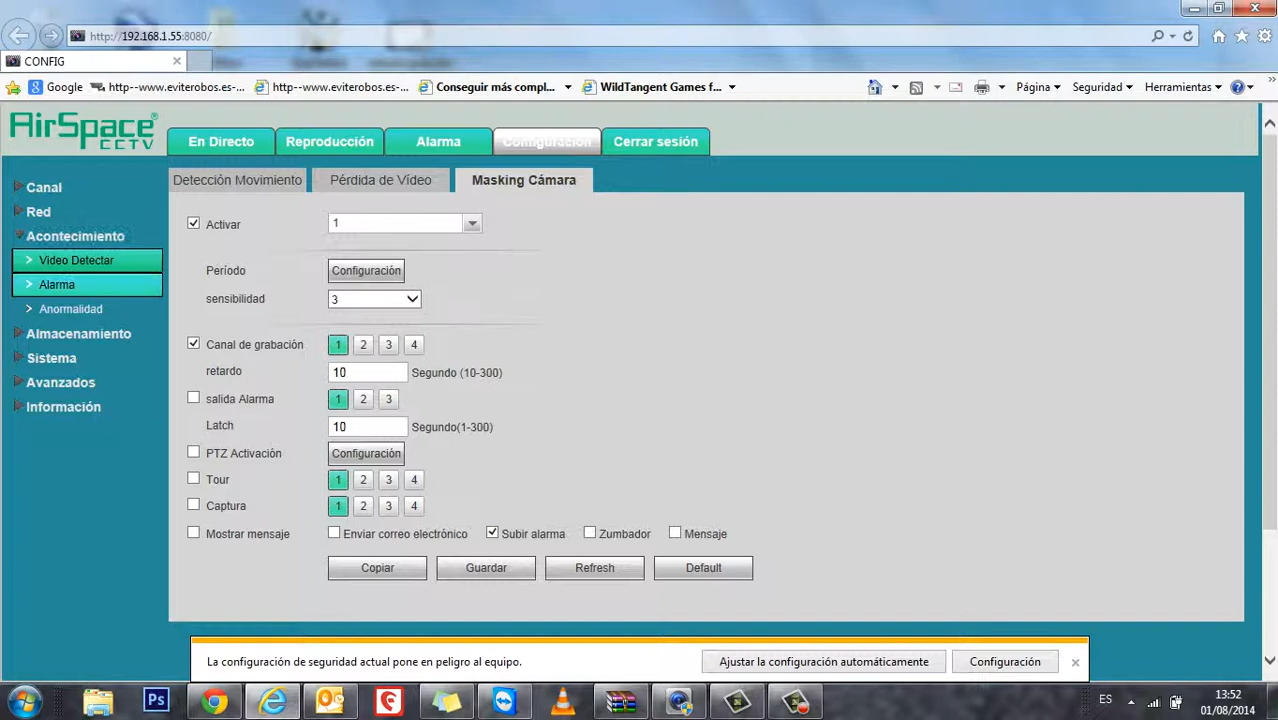 http://192.168.1.55:8080/
CONFIG
Google http--www.eviterobos.es-... http--www.eviterobos.es-... Conseguir más compl... WildTangent Games f... Página Seguridad Herramientas
AirSpace
CCTV
En Directo Reproducción Alarma Configuración Cerrar sesión
Detección Movimiento Pérdida de Vídeo Masking Cámara
Canal
Red
Acontecimiento
Video Detectar
Alarma
Anormalidad
Almacenamiento
Sistema
Avanzados
Información
Activar 1
Período Configuración
sensibilidad 3
Canal de grabación 1 2 3 4
retardo 10 Segundo (10-300)
salida Alarma 1 2 3
Latch 10 Segundo(1-300)
PTZ Activación Configuración
Tour 1 2 3 4
Captura 1 2 3 4
Mostrar mensaje Enviar correo electrónico Subir alarma Zumbador Mensaje
Copiar Guardar Refresh Default
La configuración de seguridad actual pone en peligro al equipo. Ajustar la configuración automáticamente Configuración
Ps ES 13:52
01/08/2014